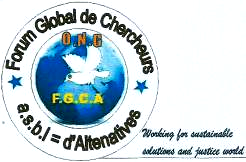 Forum Global de Chercheurs
O.N.G
F.G.C.A
a.s.b.l = d'Altenatives
Working for sustainable
solutions and justice world